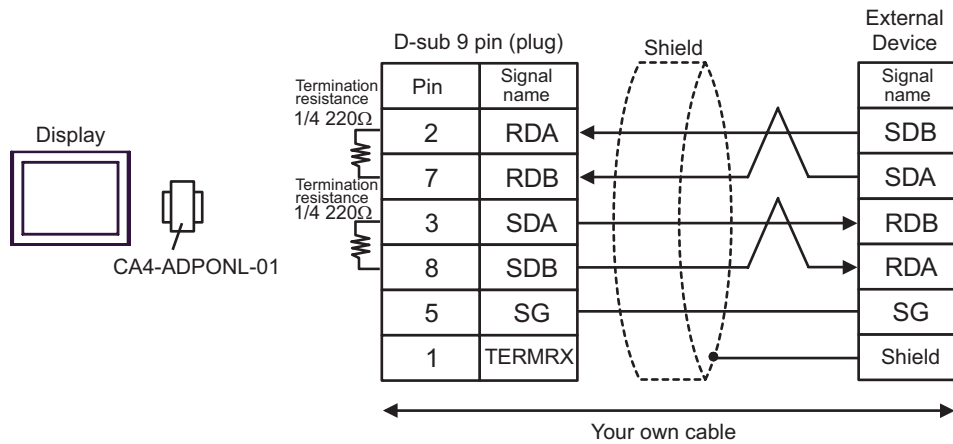 External
Device
D-sub 9 pin (plug)
Shield
Termination
resistance
1/4 220Ω
Pin
Signal
name
Signal
name
2
RDA
SDB
Display
7
RDB
SDA
Termination
resistance
1/4 220Ω
3
SDA
RDB
CA4-ADPONL-01
8
SDB
RDA
5
SG
SG
1
TERMRX
Shield
Your own cable